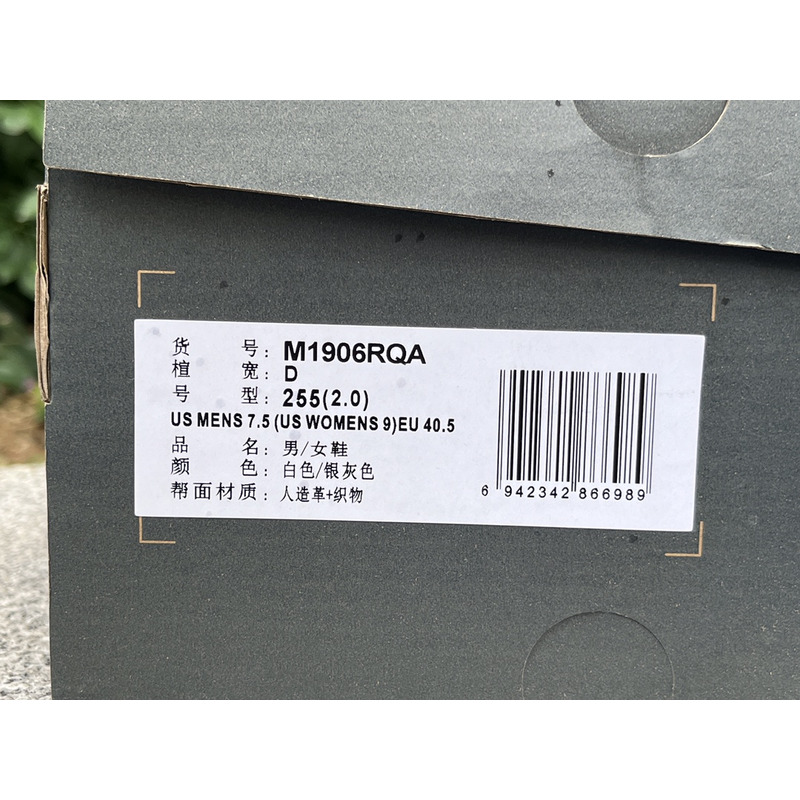 货 号: M1906RQA
楦 宽: D
号 型: 255(2.0)
US MENS 7.5 (US WOMENS 9)EU 40.5
品 名: 男/女鞋
颜 色: 白色/银灰色
帮面材质: 人造革+织物
6 942342 866989